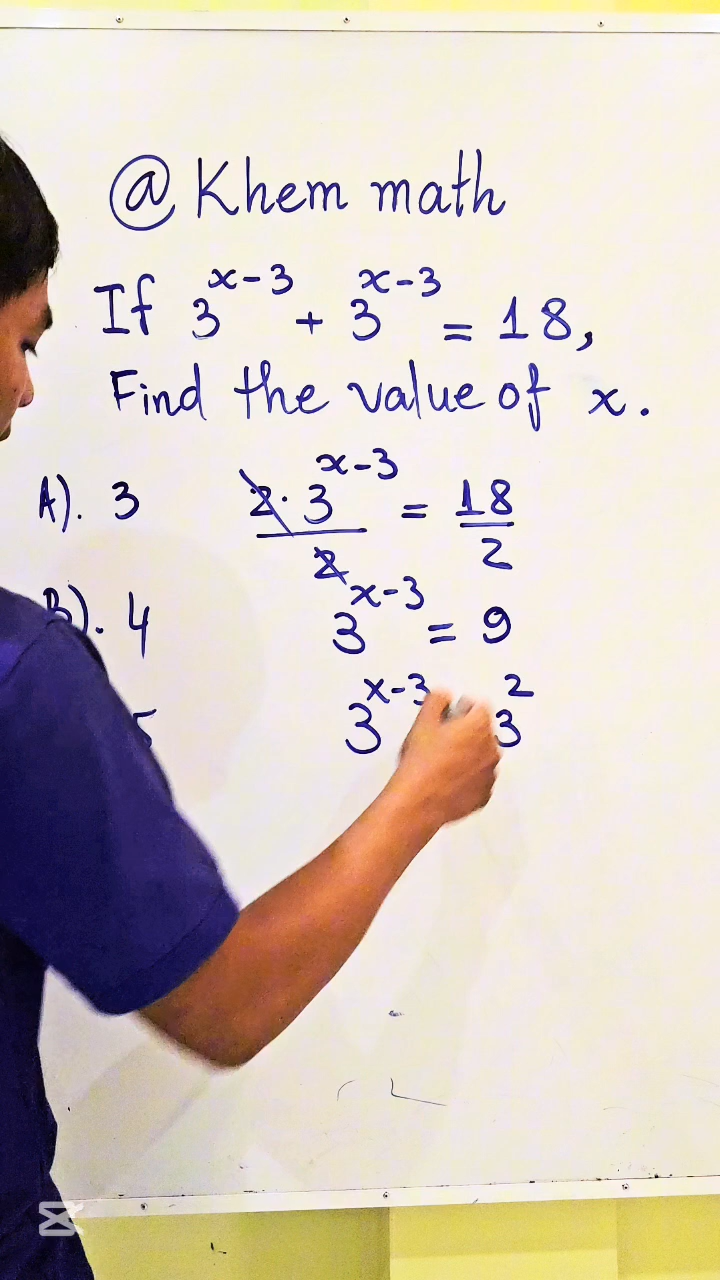 @ Khem math
If 3^(x-3) + 3^(x-3) = 18,
Find the value of x.
A). 3
2 · 3^(x-3) / 2 = 18/2
B). 4
3^(x-3) = 9
5
3^(x-3) 3^2